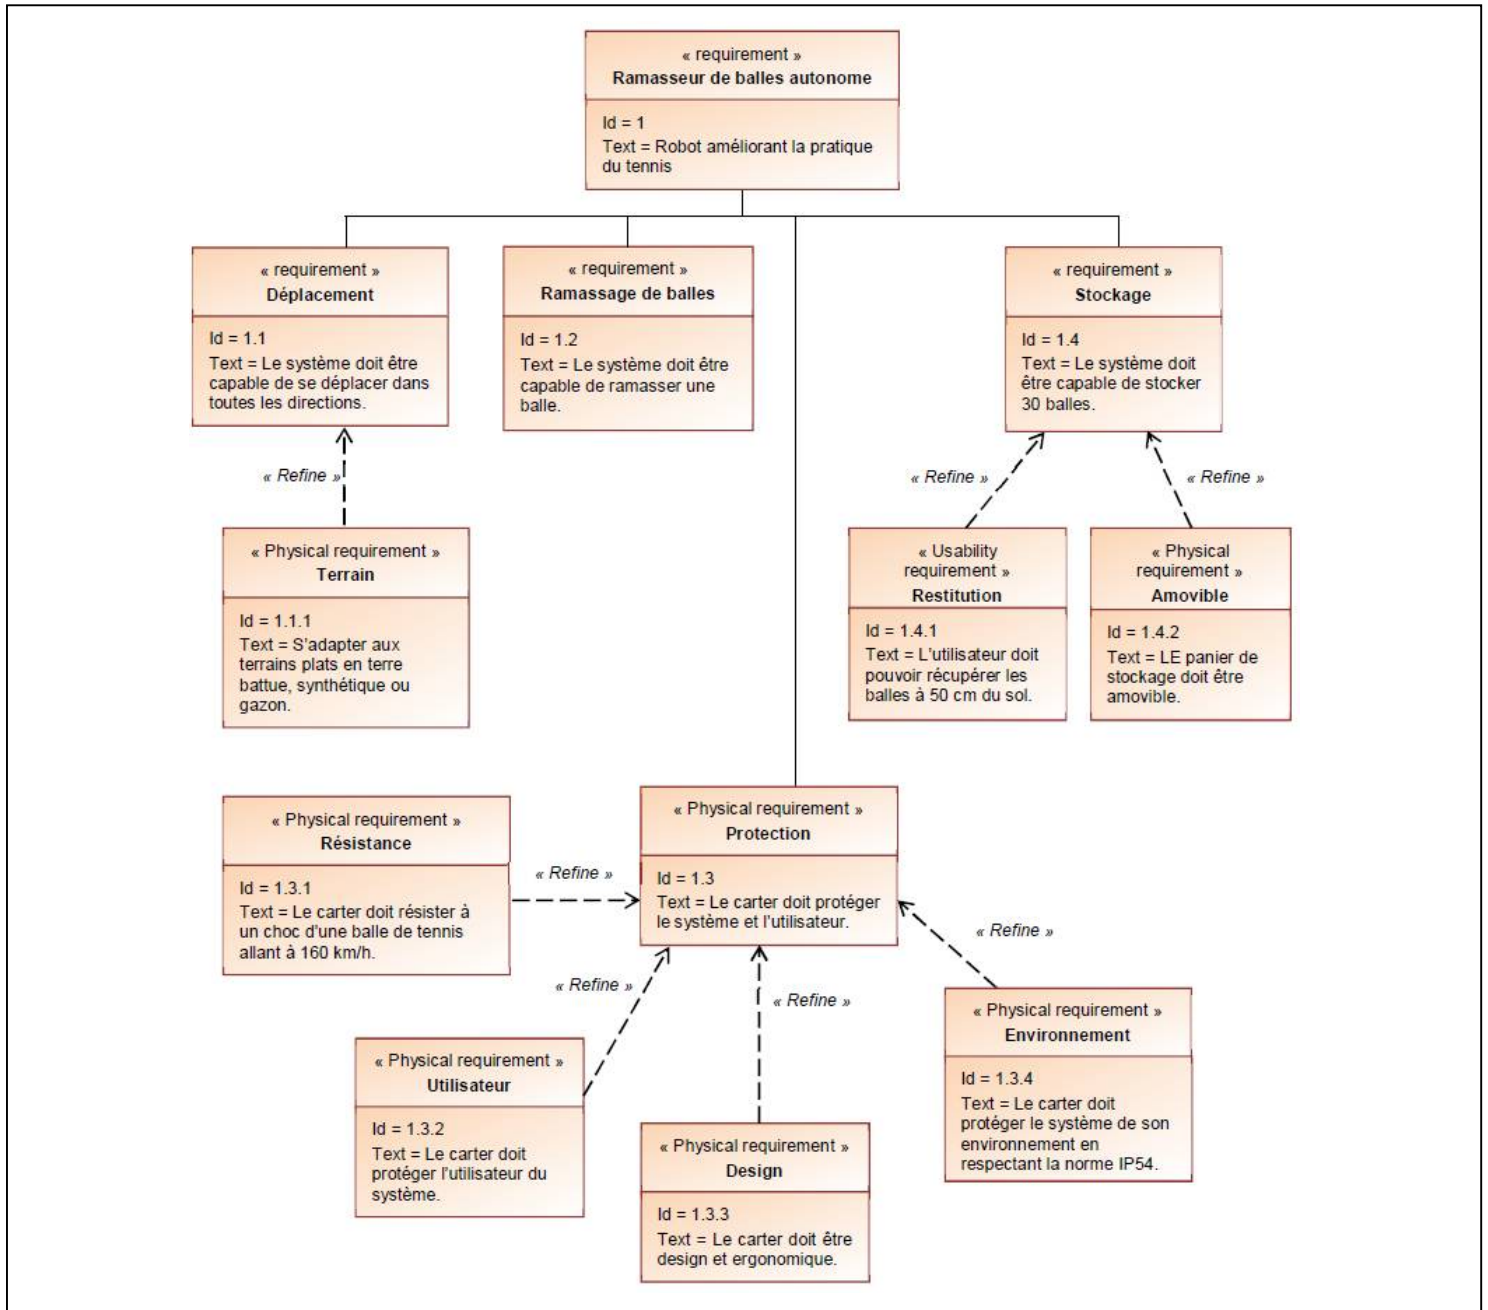 « requirement »
Ramasseur de balles autonome
Id = 1
Text = Robot améliorant la pratique
du tennis
« requirement »
Déplacement
Id = 1.1
Text = Le système doit être
capable de se déplacer dans
toutes les directions.
« requirement »
Ramassage de balles
Id = 1.2
Text = Le système doit être
capable de ramasser une
balle.
« requirement »
Stockage
Id = 1.4
Text = Le système doit
être capable de stocker
30 balles.
« Refine »
« Refine »
« Refine »
« Physical requirement »
Terrain
Id = 1.1.1
Text = S'adapter aux
terrains plats en terre
battue, synthétique ou
gazon.
« Usability
requirement »
Restitution
Id = 1.4.1
Text = L'utilisateur doit
pouvoir récupérer les
balles à 50 cm du sol.
« Physical
requirement »
Amovible
Id = 1.4.2
Text = LE panier de
stockage doit être
amovible.
« Physical requirement »
Résistance
Id = 1.3.1
Text = Le carter doit résister à
un choc d'une balle de tennis
allant à 160 km/h.
« Refine »
« Physical requirement »
Protection
Id = 1.3
Text = Le carter doit protéger
le système et l'utilisateur.
« Refine »
« Refine »
« Refine »
« Physical requirement »
Utilisateur
Id = 1.3.2
Text = Le carter doit
protéger l'utilisateur du
système.
« Physical requirement »
Design
Id = 1.3.3
Text = Le carter doit être
design et ergonomique.
« Physical requirement »
Environnement
Id = 1.3.4
Text = Le carter doit
protéger le système de son
environnement en
respectant la norme IP54.